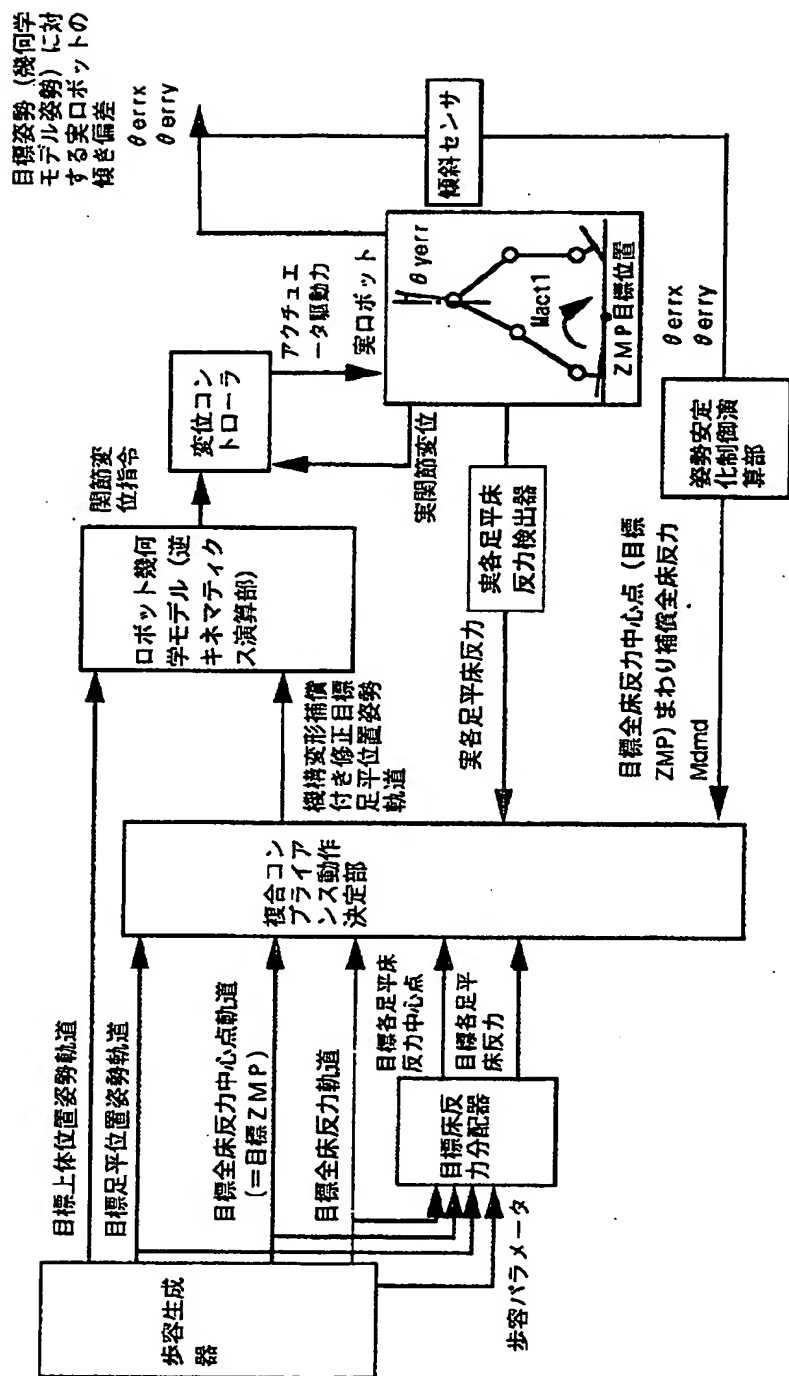 歩容生成
器
目標上体位置姿勢軌道
目標足平位置姿勢軌道
目標全床反力中心点軌道
(=目標ZMP)
目標全床反力軌道
歩容パラメータ
目標床反
力分配器
目標各足平床
反力中心点
目標各足平
床反力
複合コン
プライア
ンス動作
決定部
機構変形補償
付き修正目標
足平位置姿勢
軌道
ロボット幾何
学モデル（逆
キネマティク
ス演算部）
関節変
位指令
変位コン
トローラ
アクチュエ
ータ駆動力
実関節変位
実ロボット
θyerr
Mact1
ZMP目標位置
実各足平床
反力検出器
実各足平床反力
目標姿勢（幾何学
モデル姿勢）に対
する実ロボットの
傾き偏差
θerrx
θerry
傾斜センサ
θerrx
θerry
姿勢安定
化制御演
算部
目標全床反力中心点（目標
ZMP）まわり補償全床反力
Mdmd